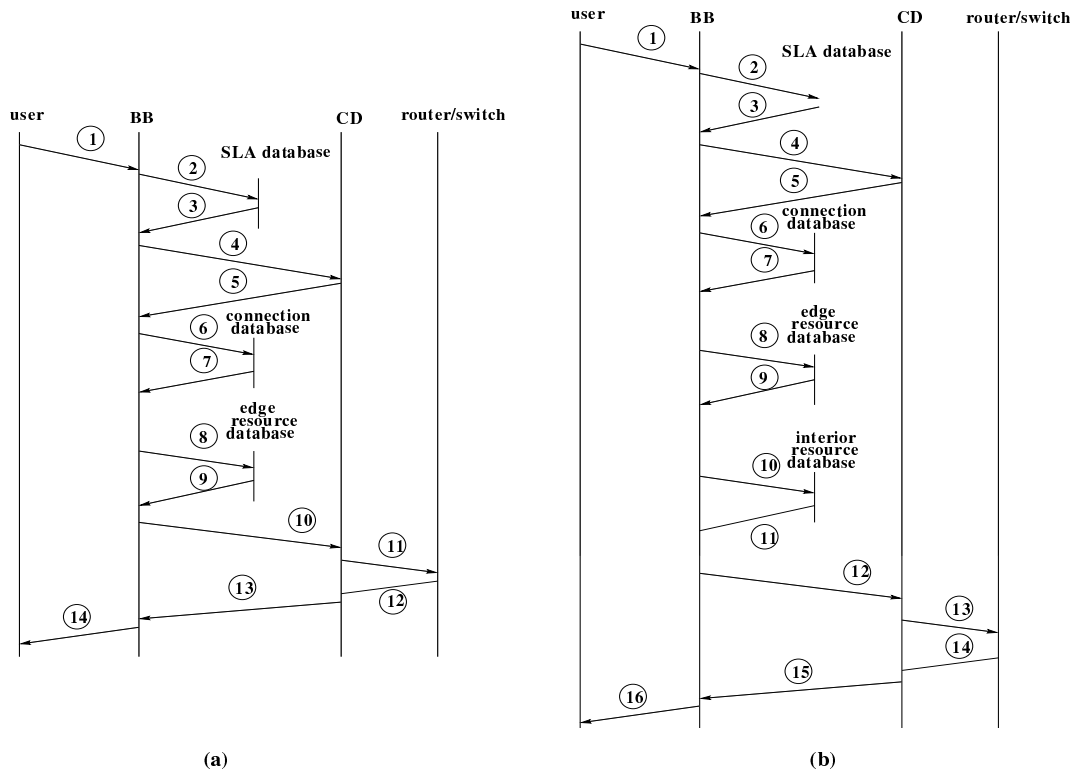 user
BB
CD
router/switch
1
SLA database
2
3
4
5
connection
database
6
7
edge
resource
database
8
9
10
11
13
12
14
(a)
user
BB
CD
router/switch
1
SLA database
2
3
4
5
connection
database
6
7
edge
resource
database
8
9
interior
resource
database
10
11
12
13
14
15
16
(b)